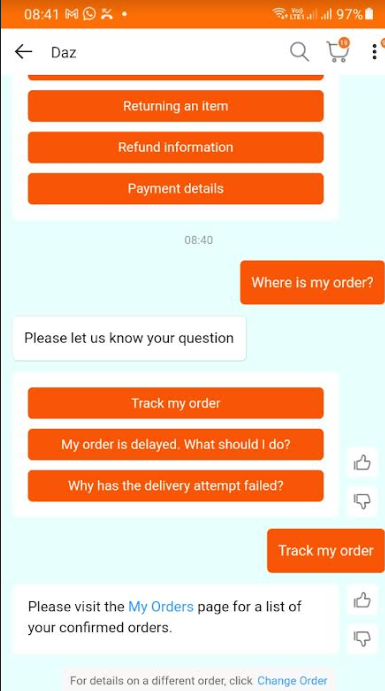 08:41
97%
Daz
19
Returning an item
Refund information
Payment details
08:40
Where is my order?
Please let us know your question
Track my order
My order is delayed. What should I do?
Why has the delivery attempt failed?
Track my order
Please visit the My Orders page for a list of
your confirmed orders.
For details on a different order, click Change Order